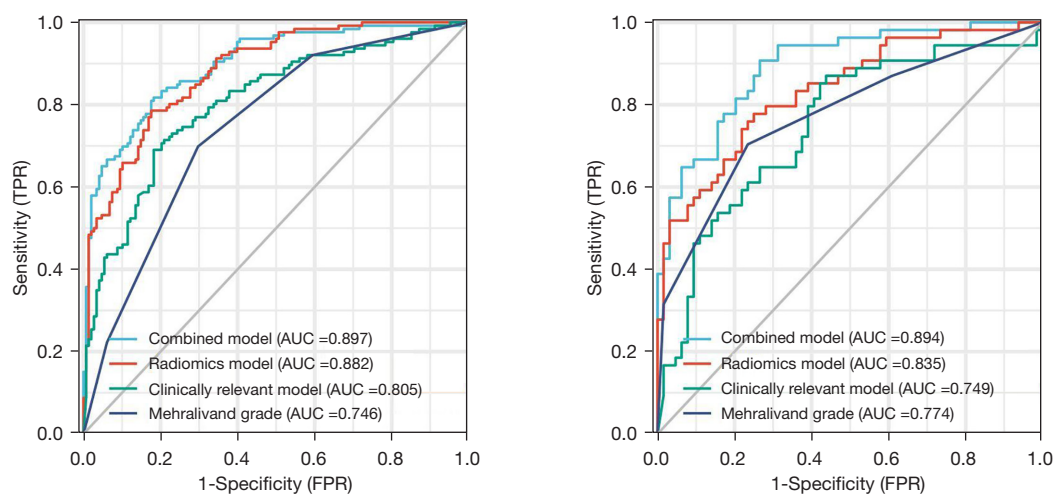 1.0
0.8
0.6
0.4
0.2
0.0
Sensitivity (TPR)
Combined model (AUC =0.897)
Radiomics model (AUC =0.882)
Clinically relevant model (AUC =0.805)
Mehralivand grade (AUC =0.746)
0.0 0.2 0.4 0.6 0.8 1.0
1-Specificity (FPR)
1.0
0.8
0.6
0.4
0.2
0.0
Sensitivity (TPR)
Combined model (AUC =0.894)
Radiomics model (AUC =0.835)
Clinically relevant model (AUC =0.749)
Mehralivand grade (AUC =0.774)
0.0 0.2 0.4 0.6 0.8 1.0
1-Specificity (FPR)